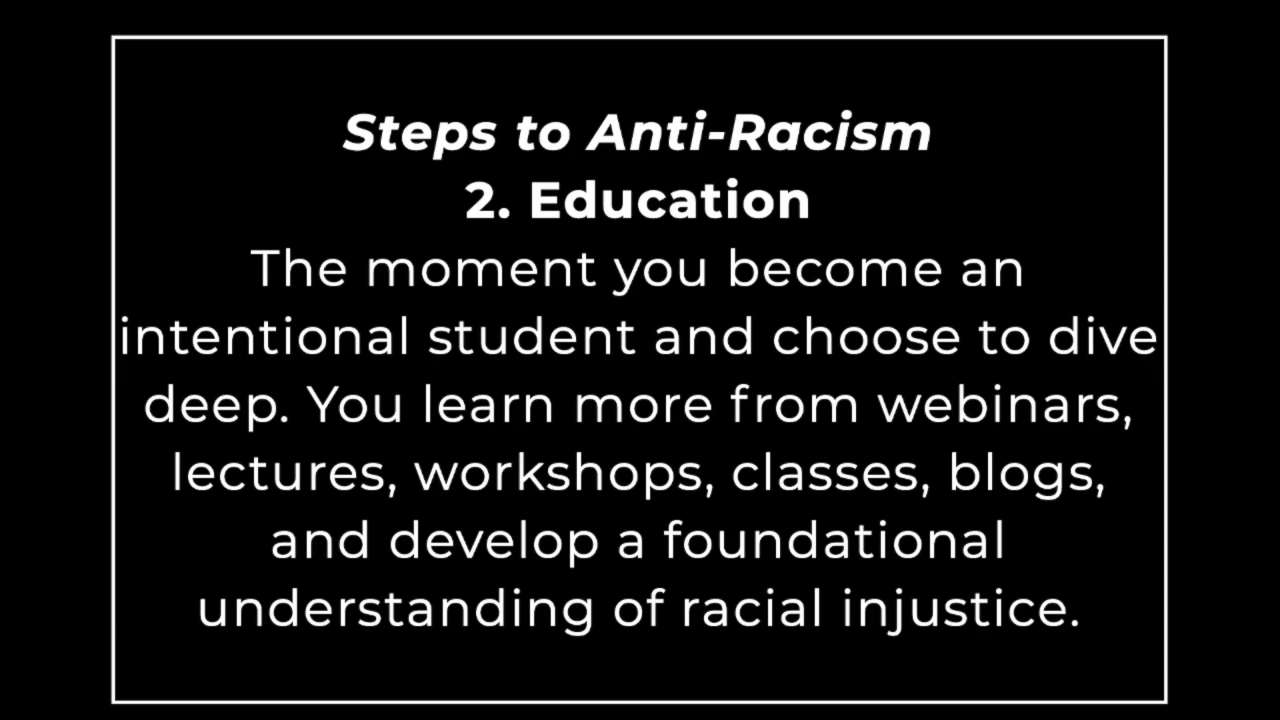 Steps to Anti-Racism
2. Education
The moment you become an
intentional student and choose to dive
deep. You learn more from webinars,
lectures, workshops, classes, blogs,
and develop a foundational
understanding of racial injustice.